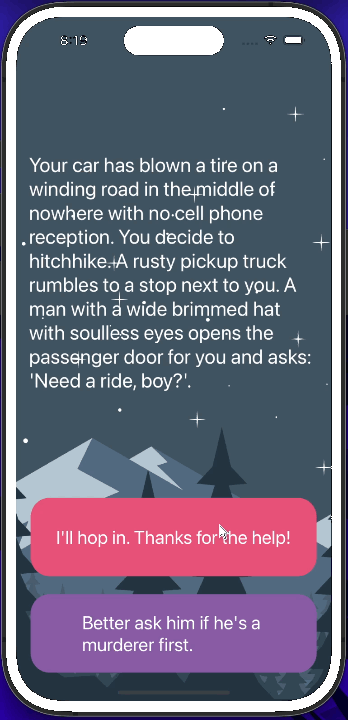 8:19
Your car has blown a tire on a
winding road in the middle of
nowhere with no cell phone
reception. You decide to
hitchhike. A rusty pickup truck
rumbles to a stop next to you. A
man with a wide brimmed hat
with soulless eyes opens the
passenger door for you and asks:
'Need a ride, boy?'.
I'll hop in. Thanks for the help!
Better ask him if he's a
murderer first.